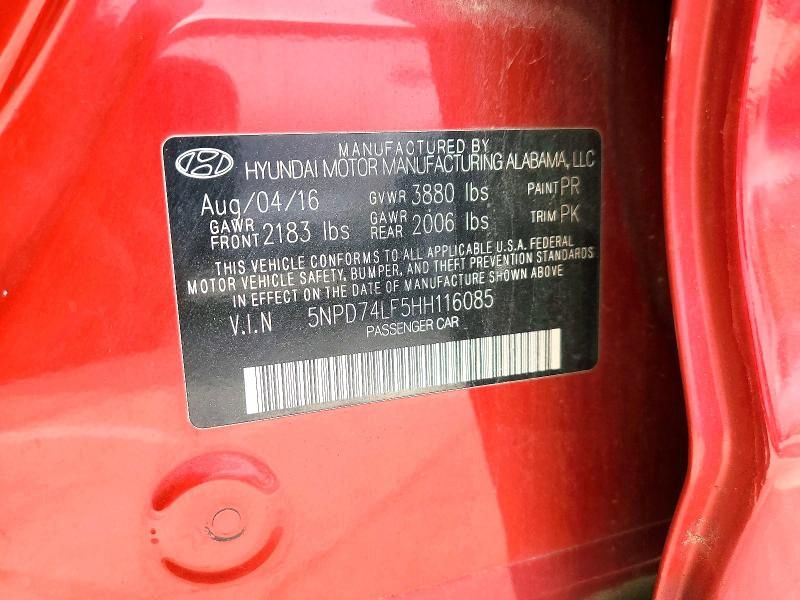 MANUFACTURED BY
HYUNDAI MOTOR MANUFACTURING ALABAMA, LLC
Aug/04/16 GVWR 3880 lbs PAINT PR
GAWR FRONT 2183 lbs GAWR REAR 2006 lbs TRIM PK
THIS VEHICLE CONFORMS TO ALL APPLICABLE U.S.A. FEDERAL
MOTOR VEHICLE SAFETY, BUMPER, AND THEFT PREVENTION STANDARDS
IN EFFECT ON THE DATE OF MANUFACTURE SHOWN ABOVE
V.I.N 5NPD74LF5HH116085
PASSENGER CAR